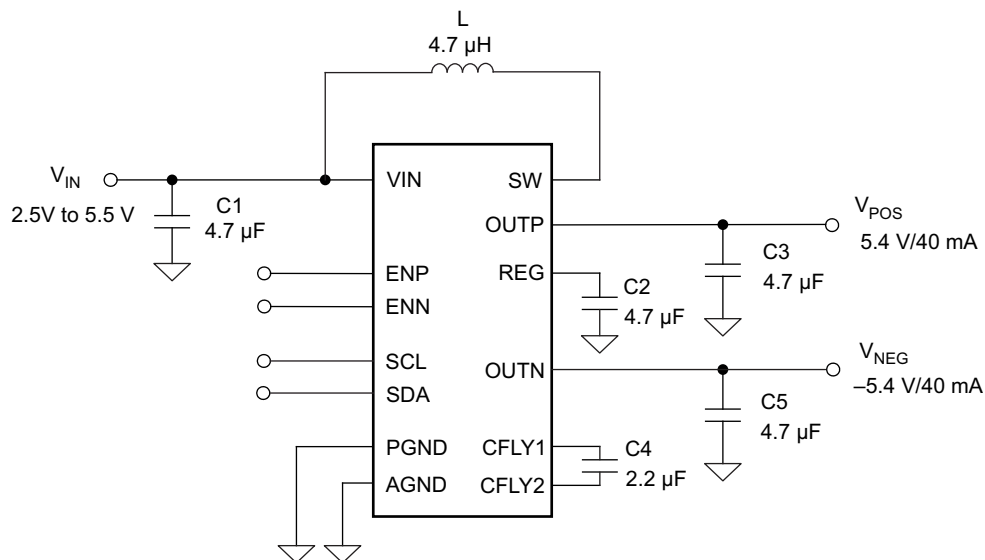 L
4.7 µH
V_IN
2.5V to 5.5 V
C1
4.7 µF
VIN
SW
OUTP
V_POS
5.4 V/40 mA
C3
4.7 µF
ENP
REG
C2
4.7 µF
ENN
SCL
OUTN
V_NEG
–5.4 V/40 mA
SDA
C5
4.7 µF
PGND
CFLY1
C4
2.2 µF
AGND
CFLY2